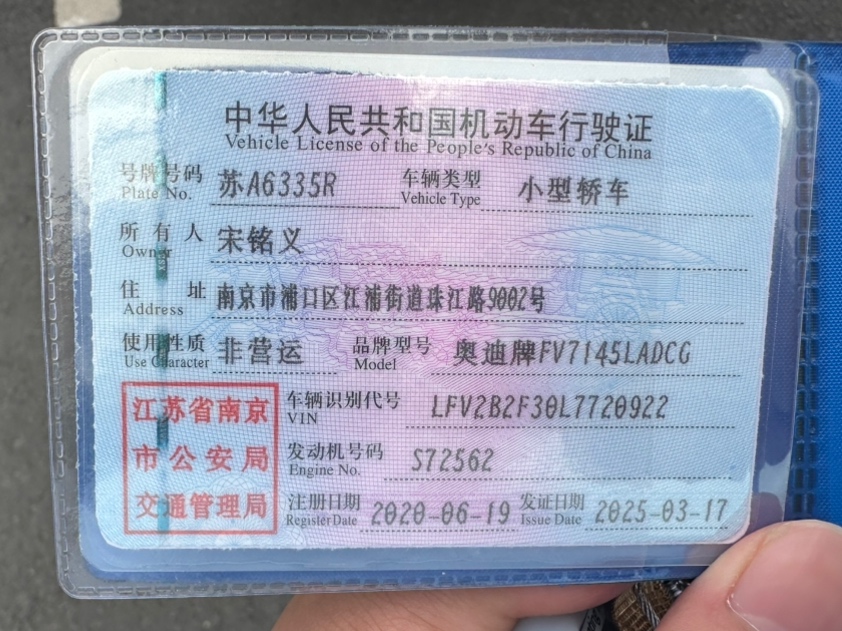 中华人民共和国机动车行驶证
Vehicle License of the People's Republic of China
号牌号码 苏A6335R 车辆类型 小型轿车
Plate No. Vehicle Type
所有人 宋铭义
Owner
住址 南京市浦口区江浦街道珠江路9002号
Address
使用性质 非营运 品牌型号 奥迪牌FV7145LADCG
Use Character Model
江苏省南京
市公安局
交通管理局
车辆识别代号 LFV2B2F30L7720922
VIN
发动机号码 S72562
Engine No.
注册日期 2020-06-19 发证日期 2025-03-17
Register Date Issue Date